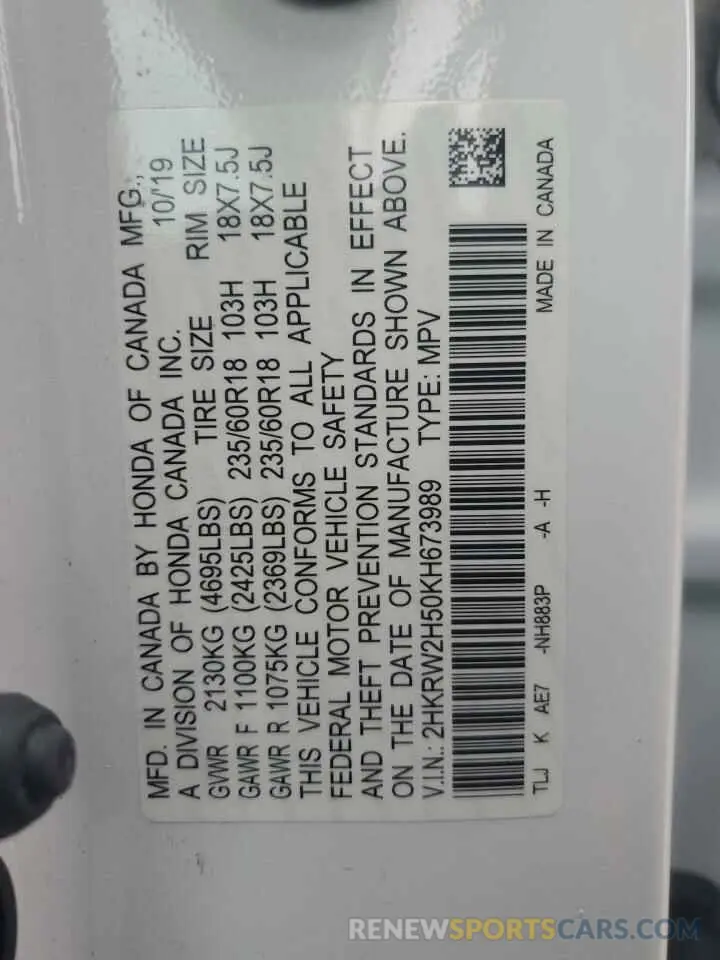 MFD. IN CANADA BY HONDA OF CANADA MFG.,
A DIVISION OF HONDA CANADA INC. 10/'19
GVWR 2130KG (4695LBS) TIRE SIZE RIM SIZE
GAWR F 1100KG (2425LBS) 235/60R18 103H 18X7.5J
GAWR R 1075KG (2369LBS) 235/60R18 103H 18X7.5J
THIS VEHICLE CONFORMS TO ALL APPLICABLE
FEDERAL MOTOR VEHICLE SAFETY
AND THEFT PREVENTION STANDARDS IN EFFECT
ON THE DATE OF MANUFACTURE SHOWN ABOVE.
V.I.N.: 2HKRW2H50KH673989 TYPE: MPV
TLJ K AE7 -NH883P -A -H MADE IN CANADA
RENEWSPORTSCARS.COM